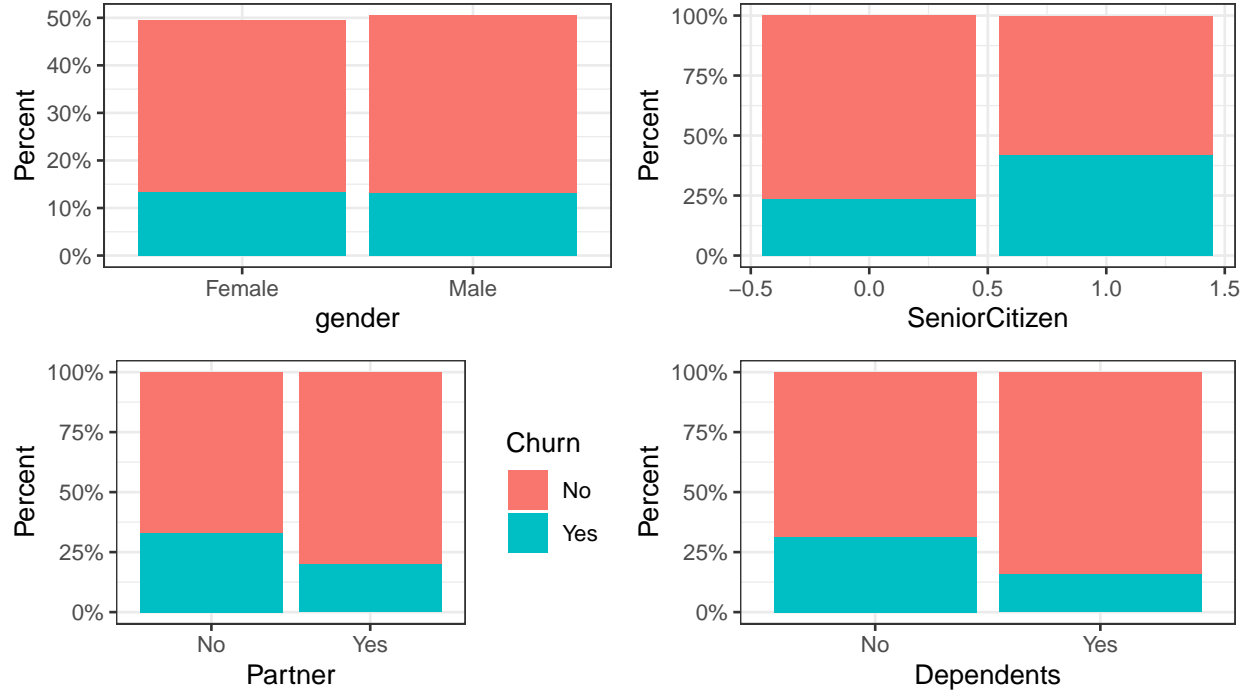 50%
40%
30%
20%
10%
0%
Percent
Female Male
gender
100%
75%
50%
25%
0%
Percent
−0.5 0.0 0.5 1.0 1.5
SeniorCitizen
100%
75%
50%
25%
0%
Percent
No Yes
Partner
Churn
No
Yes
100%
75%
50%
25%
0%
Percent
No Yes
Dependents